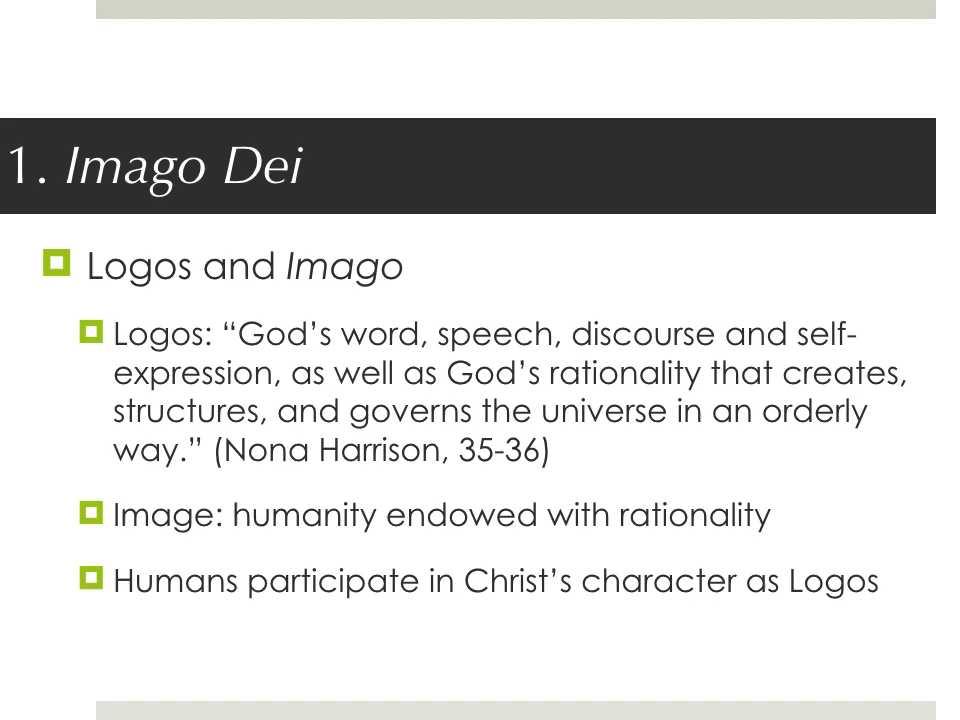 1. Imago Dei
Logos and Imago
Logos: “God’s word, speech, discourse and self-
expression, as well as God’s rationality that creates,
structures, and governs the universe in an orderly
way.” (Nona Harrison, 35-36)
Image: humanity endowed with rationality
Humans participate in Christ’s character as Logos